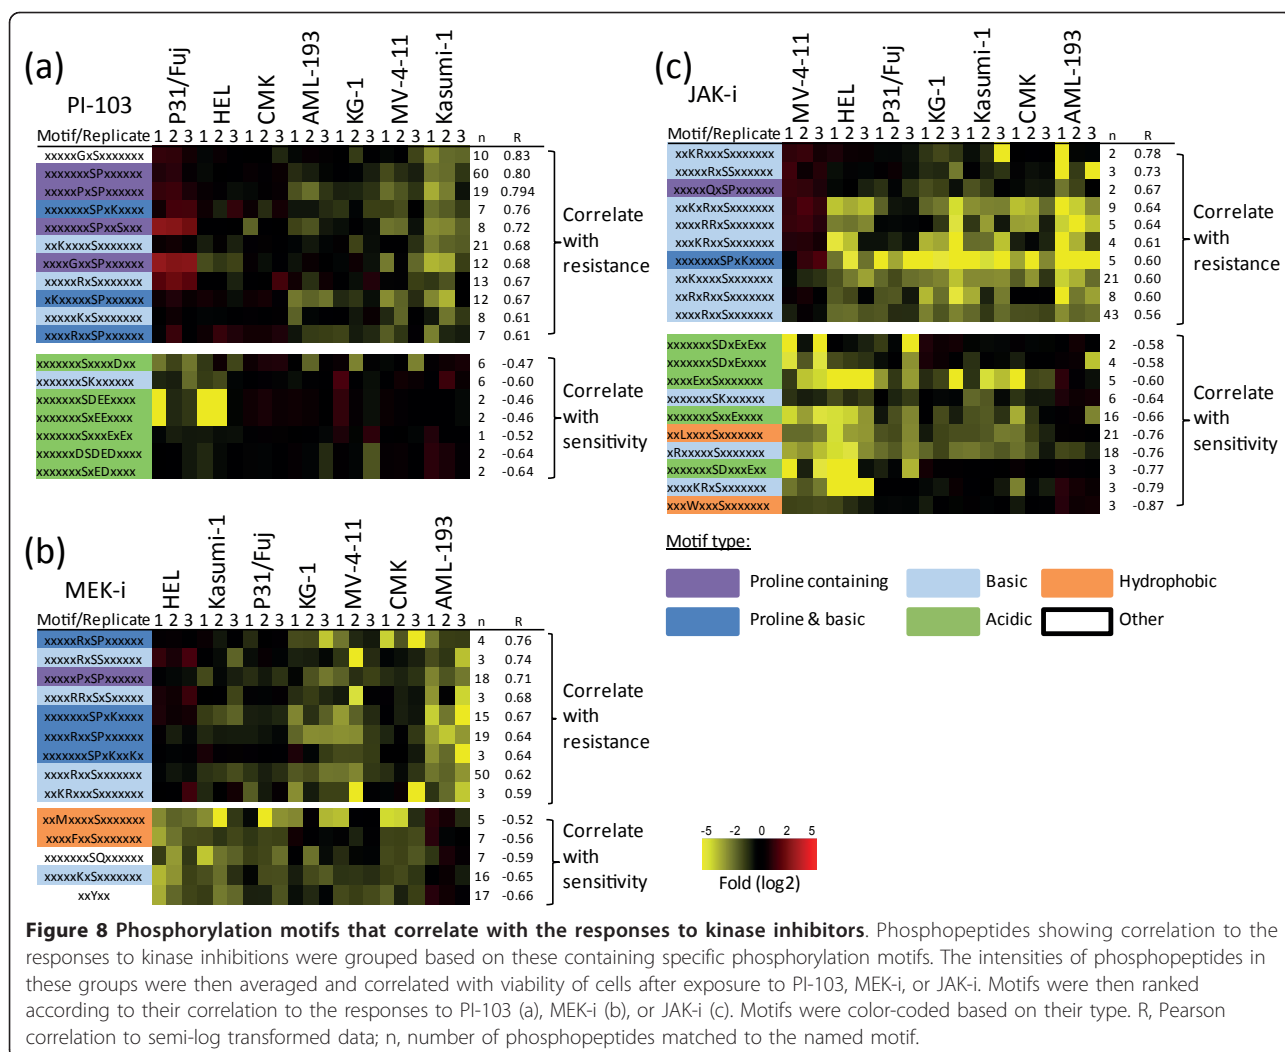 (a)
PI-103
P31/Fuj
HEL
CMK
AML-193
KG-1
MV-4-11
Kasumi-1
Motif/Replicate 1 2 3 1 2 3 1 2 3 1 2 3 1 2 3 1 2 3 1 2 3 n R
xxxxxGxSxxxxxxx 10 0.83
xxxxxxxSPxxxxxx 60 0.80
xxxxxPxSPxxxxxx 19 0.794
xxxxxxxSPxKxxxx 7 0.76
xxxxxxxSPxxSxxx 8 0.72
xxKxxxxSxxxxxxx 21 0.68
xxxxGxxSPxxxxxx 12 0.68
xxxxxRxSxxxxxxx 13 0.67
xKxxxxxSPxxxxxx 12 0.67
xxxxxKxSxxxxxxx 8 0.61
xxxxRxxSPxxxxxx 7 0.61
Correlate
with
resistance
xxxxxxxSxxxxDxx 6 -0.47
xxxxxxxSKxxxxxx 6 -0.60
xxxxxxxSDEExxxx 2 -0.46
xxxxxxxSxEExxxx 2 -0.46
xxxxxxxSxxxExEx 1 -0.52
xxxxxxDSDEDxxxx 2 -0.64
xxxxxxxSxEDxxxx 2 -0.64
Correlate
with
sensitivity
(b)
MEK-i
HEL
Kasumi-1
P31/Fuj
KG-1
MV-4-11
CMK
AML-193
Motif/Replicate 1 2 3 1 2 3 1 2 3 1 2 3 1 2 3 1 2 3 1 2 3 n R
xxxxxRxSPxxxxxx 4 0.76
xxxxxRxSSxxxxxx 3 0.74
xxxxxPxSPxxxxxx 18 0.71
xxxxRRxSxSxxxxx 3 0.68
xxxxxxxSPxKxxxx 15 0.67
xxxxRxxSPxxxxxx 19 0.64
xxxxxxxSPxKxxKx 3 0.64
xxxxRxxSxxxxxxx 50 0.62
xxKRxxxSxxxxxxx 3 0.59
Correlate
with
resistance
xxMxxxxSxxxxxxx 5 -0.52
xxxxFxxSxxxxxxx 7 -0.56
xxxxxxxSQxxxxxx 7 -0.59
xxxxxKxSxxxxxxx 16 -0.65
xxYxx 17 -0.66
Correlate
with
sensitivity
(c)
JAK-i
MV-4-11
HEL
P31/Fuj
KG-1
Kasumi-1
CMK
AML-193
Motif/Replicate 1 2 3 1 2 3 1 2 3 1 2 3 1 2 3 1 2 3 1 2 3 n R
xxKRxxxSxxxxxxx 2 0.78
xxxxxRxSSxxxxxx 3 0.73
xxxxxQxSPxxxxxx 2 0.67
xxKxRxxSxxxxxxx 9 0.64
xxxxRRxSxxxxxxx 5 0.64
xxxKRxxSxxxxxxx 4 0.61
xxxxxxxSPxKxxxx 5 0.60
xxKxxxxSxxxxxxx 21 0.60
xxRxRxxSxxxxxxx 8 0.60
xxxxRxxSxxxxxxx 43 0.56
Correlate
with
resistance
xxxxxxxSDxExExx 2 -0.58
xxxxxxxSDxExxxx 4 -0.58
xxxxExxSxxxxxxx 5 -0.60
xxxxxxxSKxxxxxx 6 -0.64
xxxxxxxSxxExxxx 16 -0.66
xxLxxxxSxxxxxxx 21 -0.76
xRxxxxxSxxxxxxx 18 -0.76
xxxxxxxSDxxxExx 3 -0.77
xxxxKRxSxxxxxxx 3 -0.79
xxxWxxxSxxxxxxx 3 -0.87
Correlate
with
sensitivity
Motif type:
Proline containing Basic Hydrophobic
Proline & basic Acidic Other
-5 -2 0 2 5
Fold (log2)
Figure 8 Phosphorylation motifs that correlate with the responses to kinase inhibitors. Phosphopeptides showing correlation to the
responses to kinase inhibitions were grouped based on these containing specific phosphorylation motifs. The intensities of phosphopeptides in
these groups were then averaged and correlated with viability of cells after exposure to PI-103, MEK-i, or JAK-i. Motifs were then ranked
according to their correlation to the responses to PI-103 (a), MEK-i (b), or JAK-i (c). Motifs were color-coded based on their type. R, Pearson
correlation to semi-log transformed data; n, number of phosphopeptides matched to the named motif.